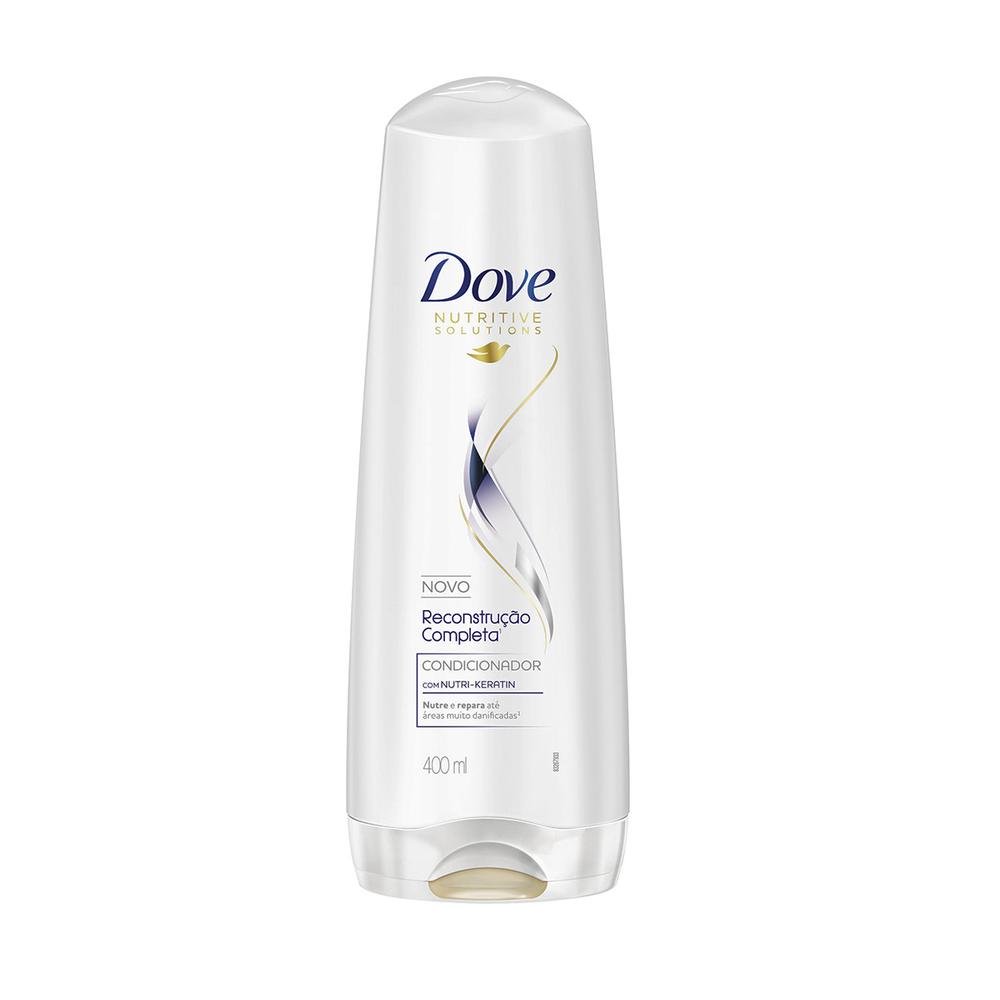 Dove
NUTRITIVE
SOLUTIONS
NOVO
Reconstrução
Completa¹
CONDICIONADOR
COM NUTRI-KERATIN
Nutre e repara até
áreas muito danificadas¹
400 ml